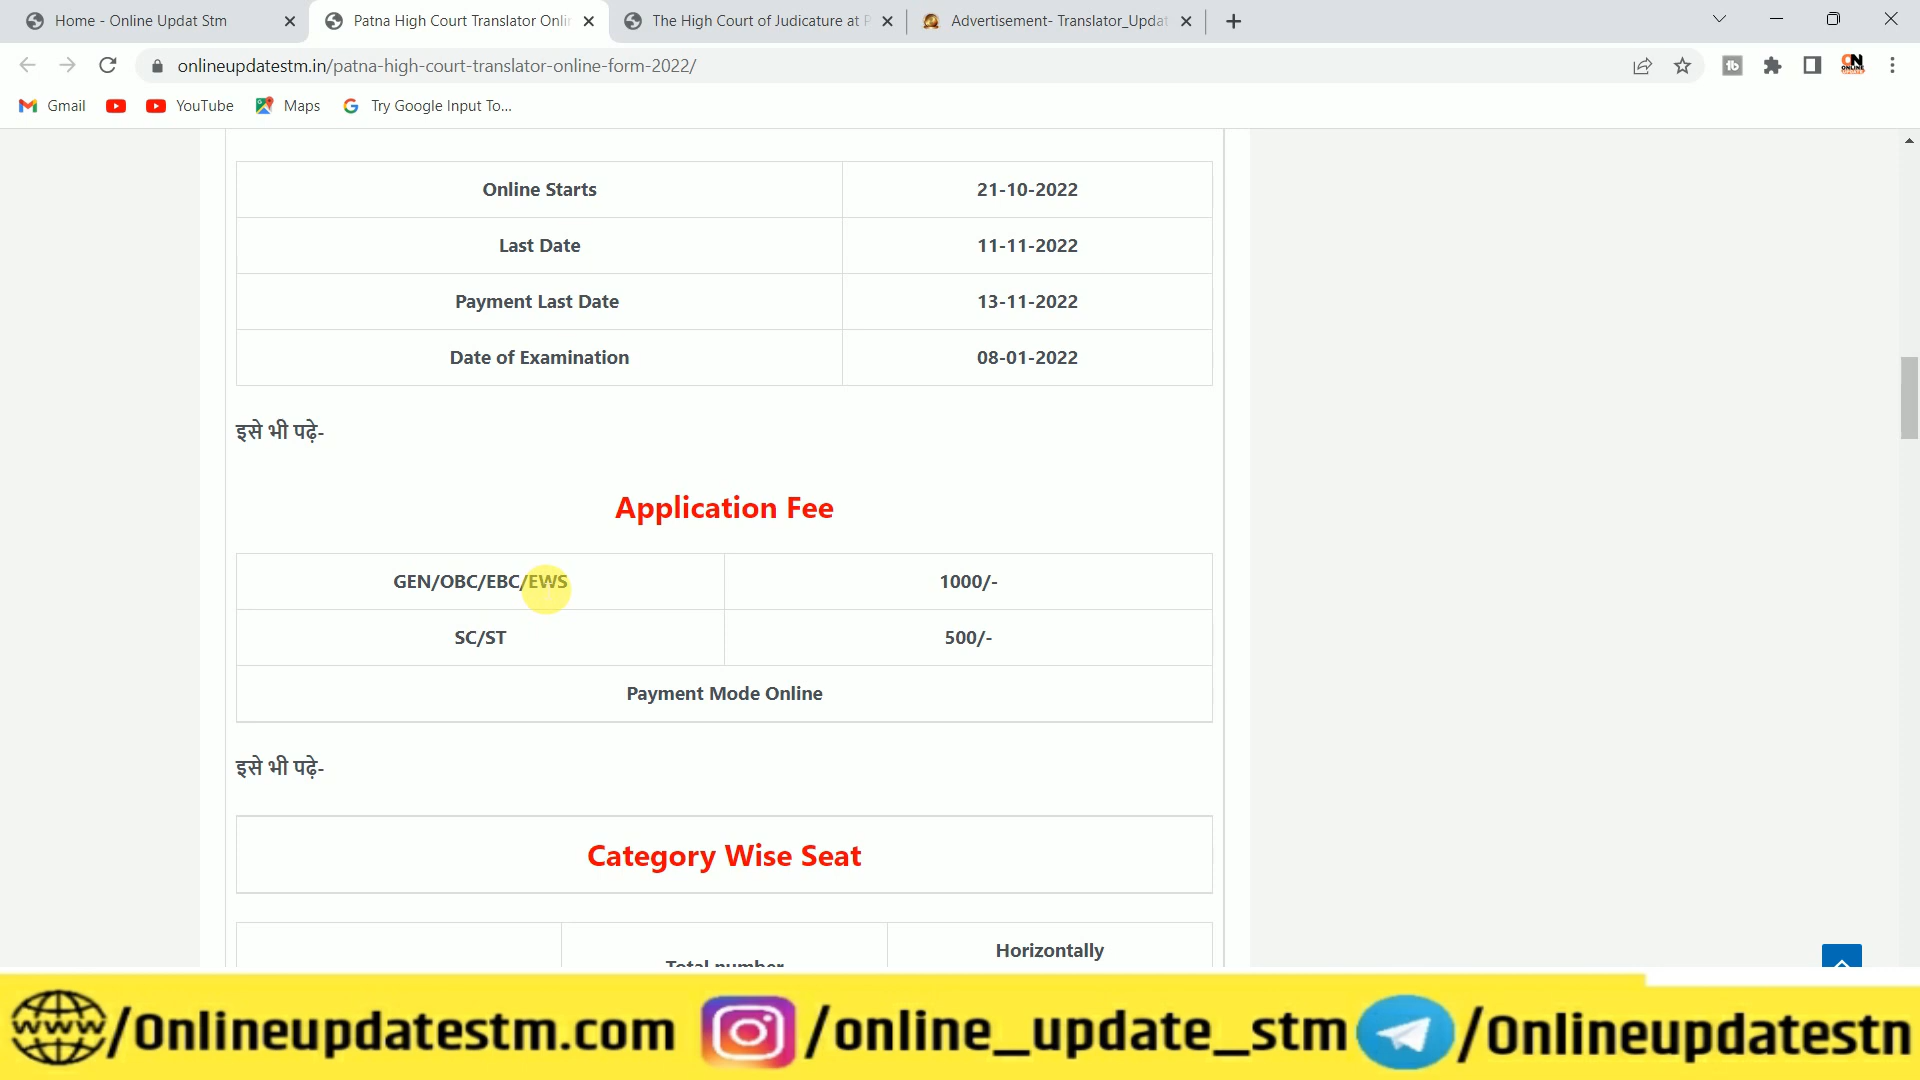 Home - Online Updat Stm
Patna High Court Translator Onli
The High Court of Judicature at P
Advertisement- Translator_Updat
onlineupdatestm.in/patna-high-court-translator-online-form-2022/
Gmail
YouTube
Maps
Try Google Input To...
Online Starts 21-10-2022
Last Date 11-11-2022
Payment Last Date 13-11-2022
Date of Examination 08-01-2022
इसे भी पढ़े-
Application Fee
GEN/OBC/EBC/EWS 1000/-
SC/ST 500/-
Payment Mode Online
इसे भी पढ़े-
Category Wise Seat
Horizontally
Total number
www /Onlineupdatestm.com /online_update_stm /Onlineupdatestn